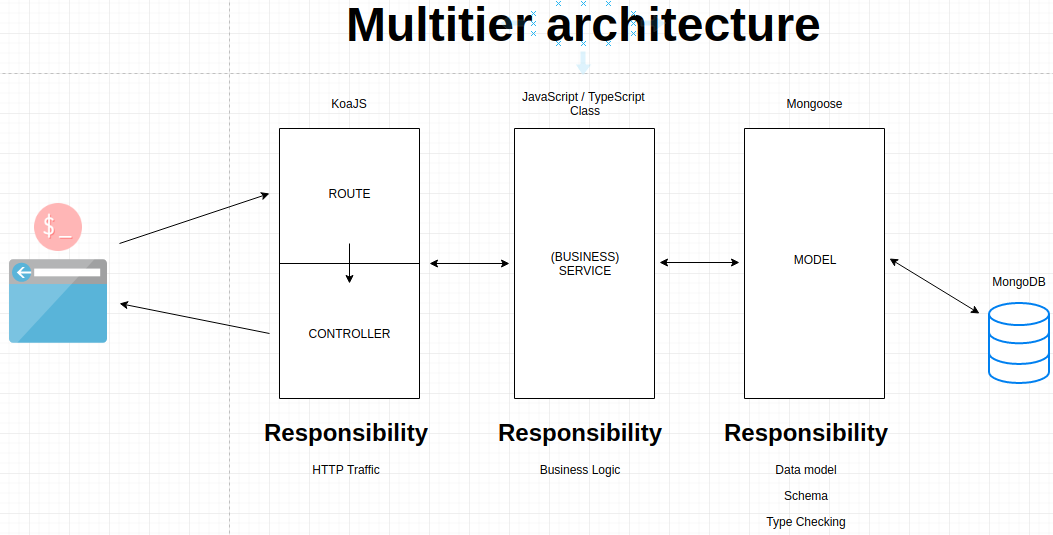 Multitier architecture
KoaJS
JavaScript / TypeScript
Class
Mongoose
ROUTE
$_
(BUSINESS)
SERVICE
MODEL
MongoDB
CONTROLLER
Responsibility
Responsibility
Responsibility
HTTP Traffic
Business Logic
Data model
Schema
Type Checking